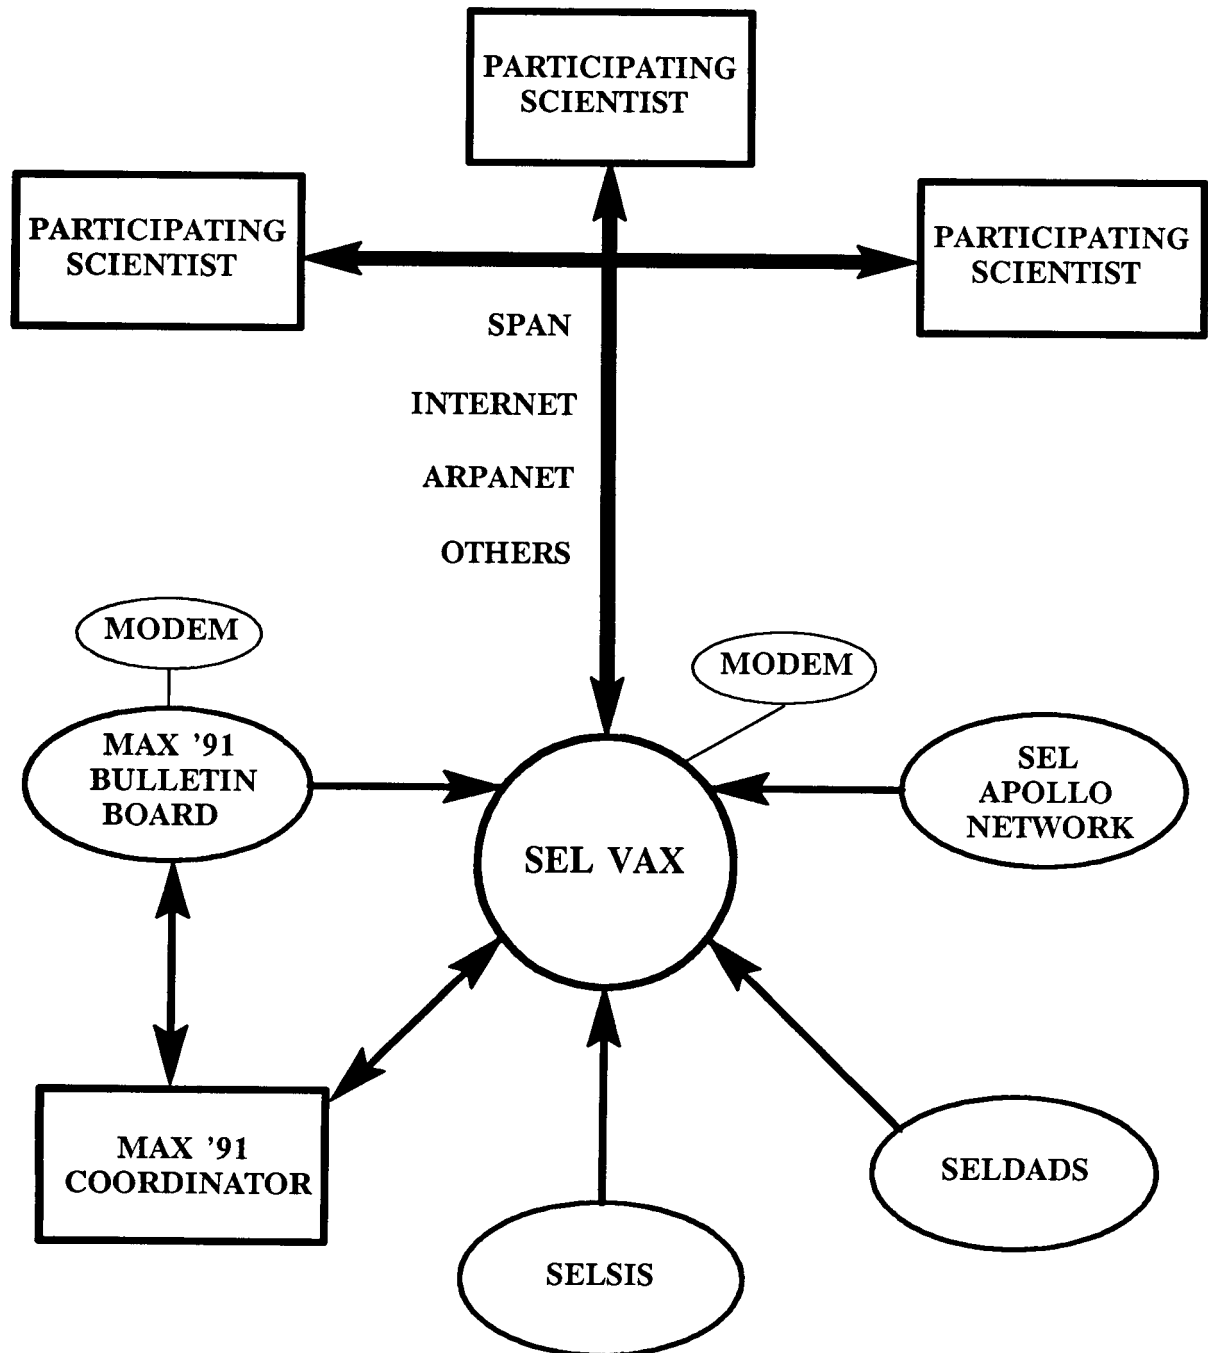 PARTICIPATING
SCIENTIST
PARTICIPATING
SCIENTIST
PARTICIPATING
SCIENTIST
SPAN
INTERNET
ARPANET
OTHERS
MODEM
MODEM
MAX '91
BULLETIN
BOARD
SEL
APOLLO
NETWORK
SEL VAX
MAX '91
COORDINATOR
SELDADS
SELSIS